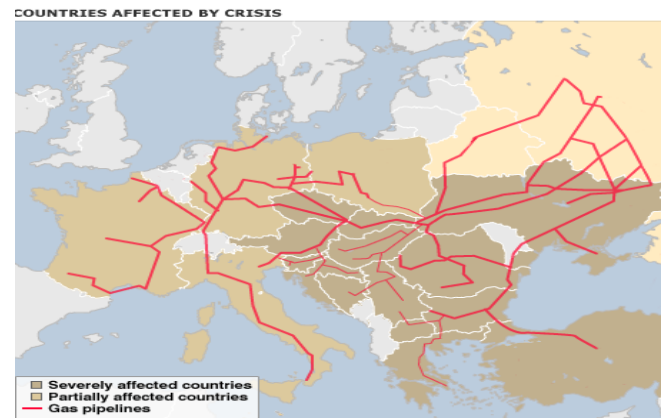 COUNTRIES AFFECTED BY CRISIS
Severely affected countries
Partially affected countries
Gas pipelines